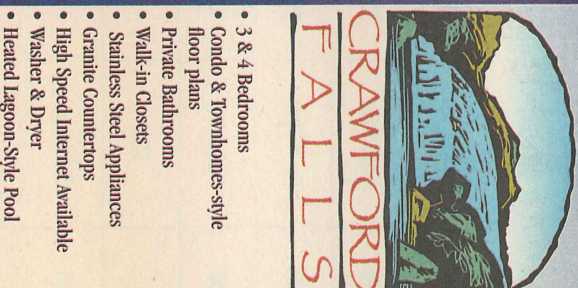 CRAWFORD
FALLS
• 3 & 4 Bedrooms
• Condo & Townhomes-style
floor plans
• Private Bathrooms
• Walk-in Closets
• Stainless Steel Appliances
• Granite Countertops
• High Speed Internet Available
• Washer & Dryer
• Heated Lagoon-Style Pool